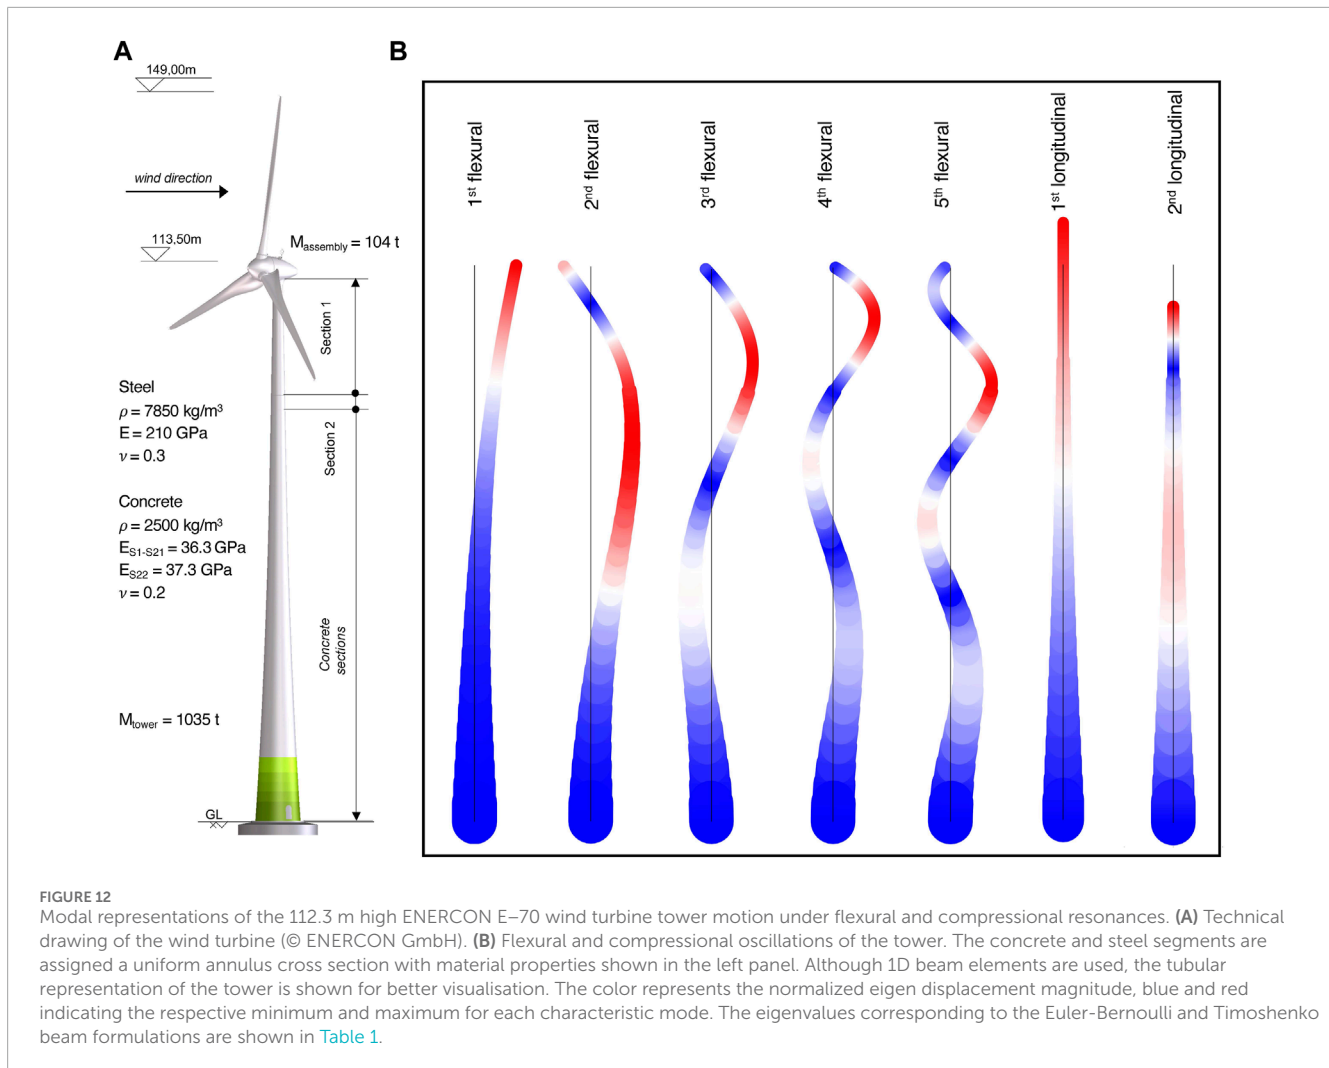 A
149,00m
wind direction
113.50m
M_assembly = 104 t
Section 1
Steel
ρ = 7850 kg/m³
E = 210 GPa
ν = 0.3
Section 2
Concrete
ρ = 2500 kg/m³
E_S1-S21 = 36.3 GPa
E_S22 = 37.3 GPa
ν = 0.2
Concrete
sections
M_tower = 1035 t
GL
B
1st flexural
2nd flexural
3rd flexural
4th flexural
5th flexural
1st longitudinal
2nd longitudinal
FIGURE 12
Modal representations of the 112.3 m high ENERCON E–70 wind turbine tower motion under flexural and compressional resonances. (A) Technical
drawing of the wind turbine (© ENERCON GmbH). (B) Flexural and compressional oscillations of the tower. The concrete and steel segments are
assigned a uniform annulus cross section with material properties shown in the left panel. Although 1D beam elements are used, the tubular
representation of the tower is shown for better visualisation. The color represents the normalized eigen displacement magnitude, blue and red
indicating the respective minimum and maximum for each characteristic mode. The eigenvalues corresponding to the Euler-Bernoulli and Timoshenko
beam formulations are shown in Table 1.